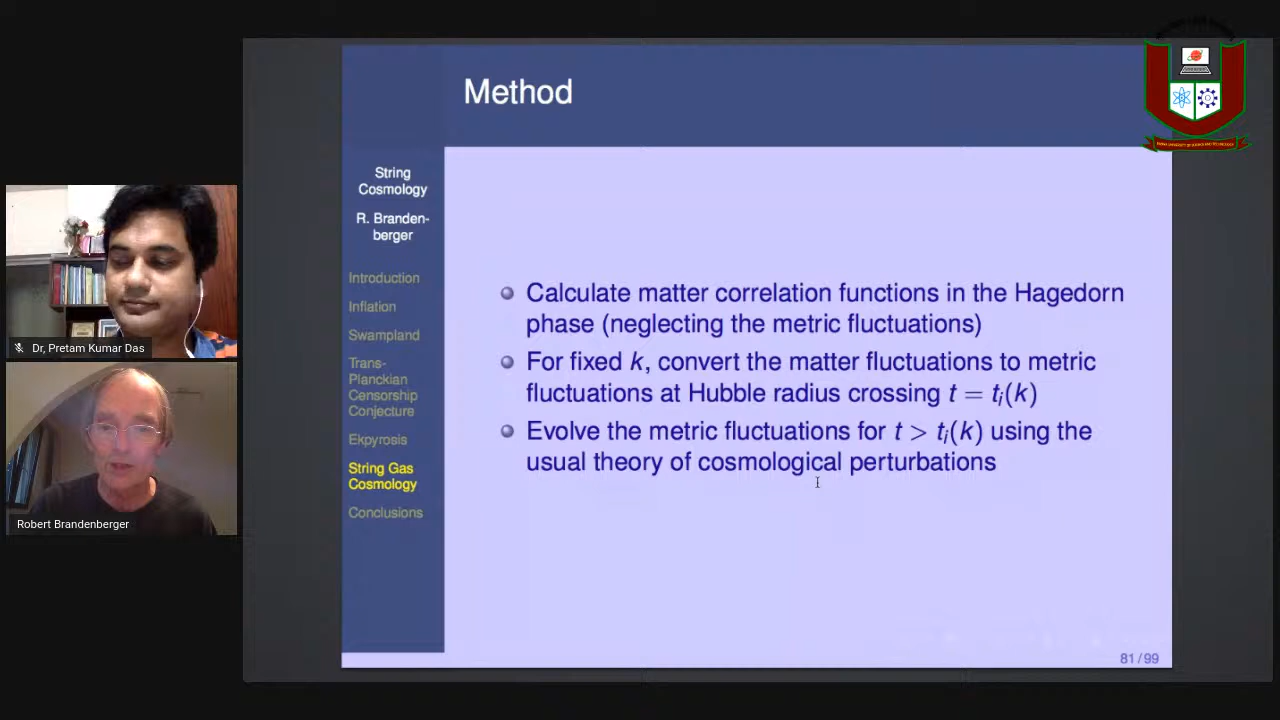 Method
String
Cosmology
R. Branden-
berger
Introduction
Inflation
Swampland
Trans-
Planckian
Censorship
Conjecture
Ekpyrosis
String Gas
Cosmology
Conclusions
Calculate matter correlation functions in the Hagedorn
phase (neglecting the metric fluctuations)
For fixed k, convert the matter fluctuations to metric
fluctuations at Hubble radius crossing t = tᵢ(k)
Evolve the metric fluctuations for t > tᵢ(k) using the
usual theory of cosmological perturbations
81/99
Dr, Pretam Kumar Das
Robert Brandenberger